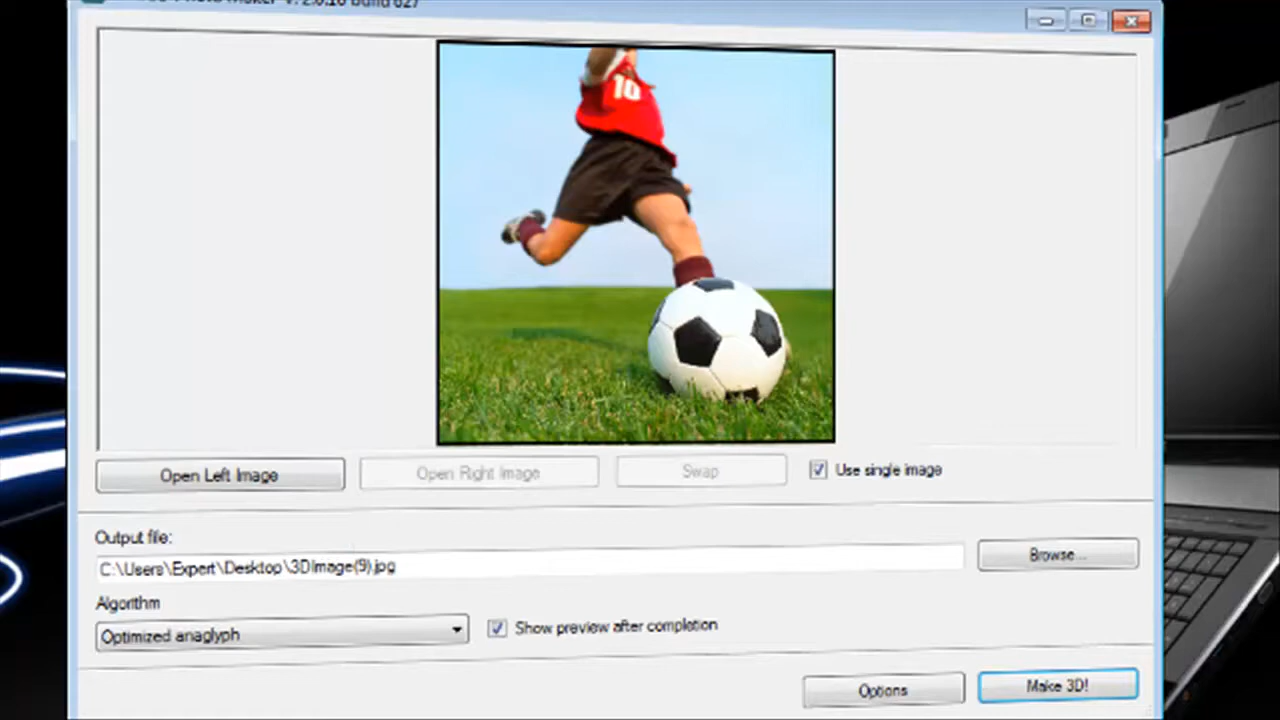 10
Open Left Image
Open Right Image
Swap
Use single image
Output file:
C:\Users\Expert\Desktop\3DImage(9).jpg
Browse...
Algorithm
Optimized anaglyph
Show preview after completion
Options
Make 3D!